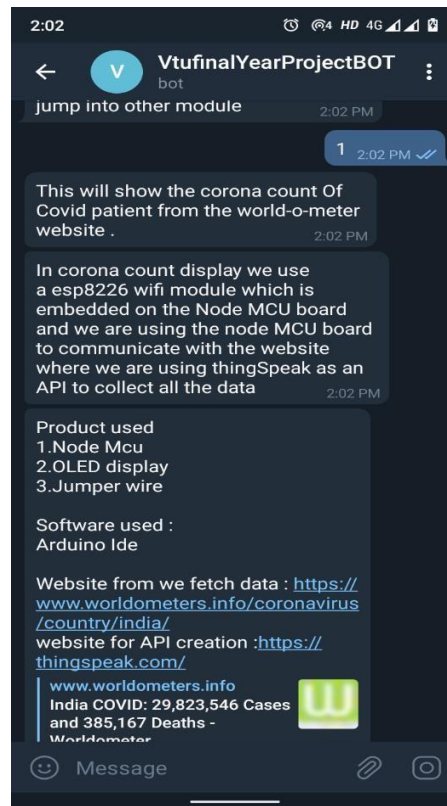 2:02
4 HD 4G
V
VtufinalYearProjectBOT
bot
jump into other module
2:02 PM
1 2:02 PM
This will show the corona count Of
Covid patient from the world-o-meter
website .
2:02 PM
In corona count display we use
a esp8226 wifi module which is
embedded on the Node MCU board
and we are using the node MCU board
to communicate with the website
where we are using thingSpeak as an
API to collect all the data
2:02 PM
Product used
1.Node Mcu
2.OLED display
3.Jumper wire
Software used :
Arduino Ide
Website from we fetch data : https://
www.worldometers.info/coronavirus
/country/india/
website for API creation :https://
thingspeak.com/
www.worldometers.info
India COVID: 29,823,546 Cases
and 385,167 Deaths -
Worldometer
W
Message